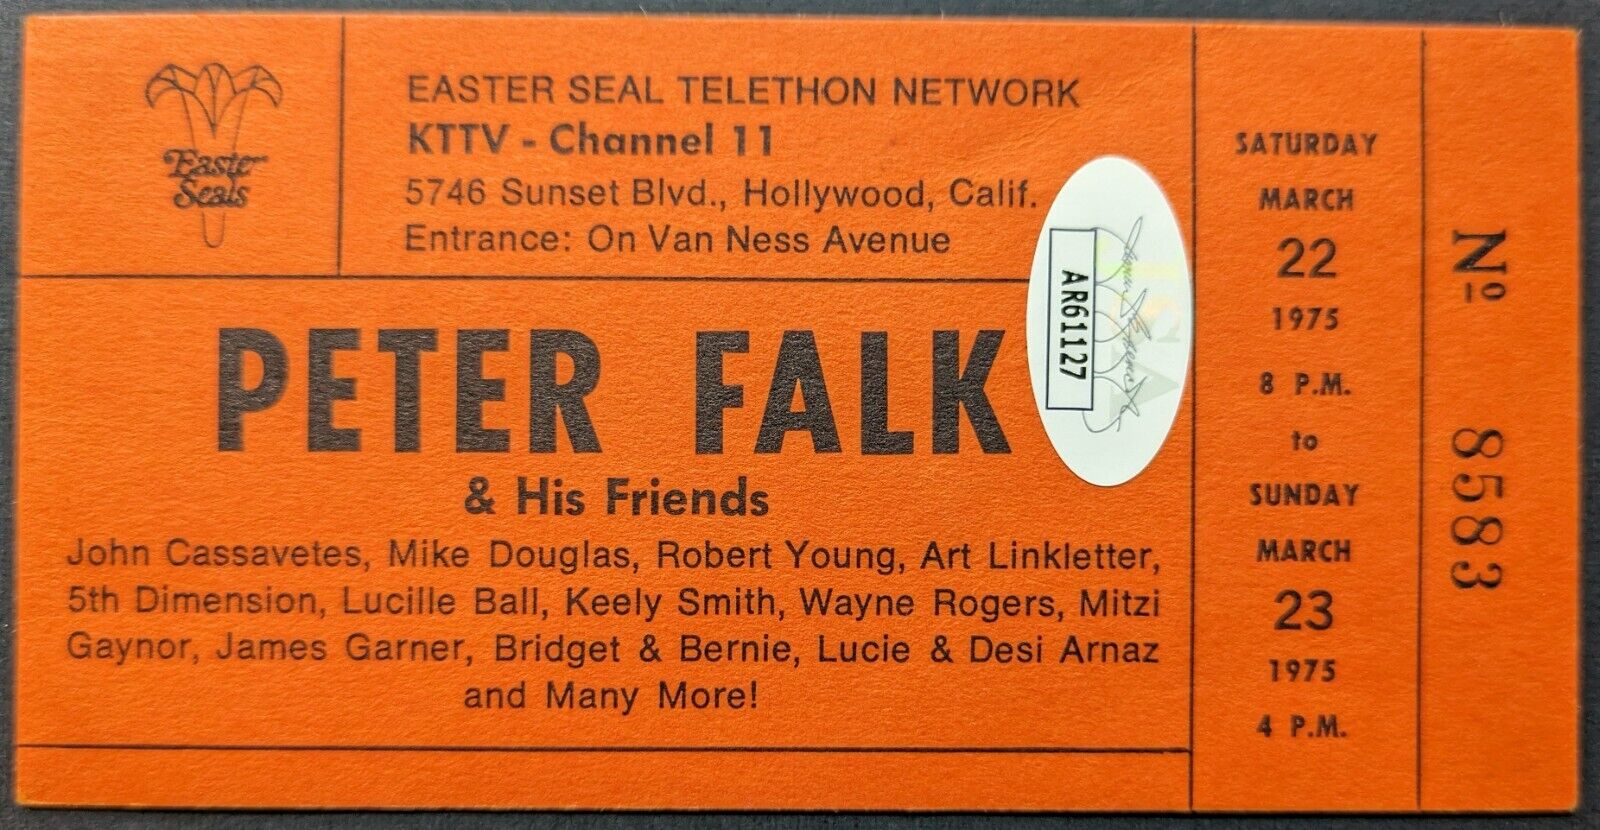 Easter
Seals
EASTER SEAL TELETHON NETWORK
KTTV - Channel 11
5746 Sunset Blvd., Hollywood, Calif.
Entrance: On Van Ness Avenue
PETER FALK
& His Friends
John Cassavetes, Mike Douglas, Robert Young, Art Linkletter,
5th Dimension, Lucille Ball, Keely Smith, Wayne Rogers, Mitzi
Gaynor, James Garner, Bridget & Bernie, Lucie & Desi Arnaz
and Many More!
JSA
AR61127
SATURDAY
MARCH
22
1975
8 P.M.
to
SUNDAY
MARCH
23
1975
4 P.M.
Nº 8583